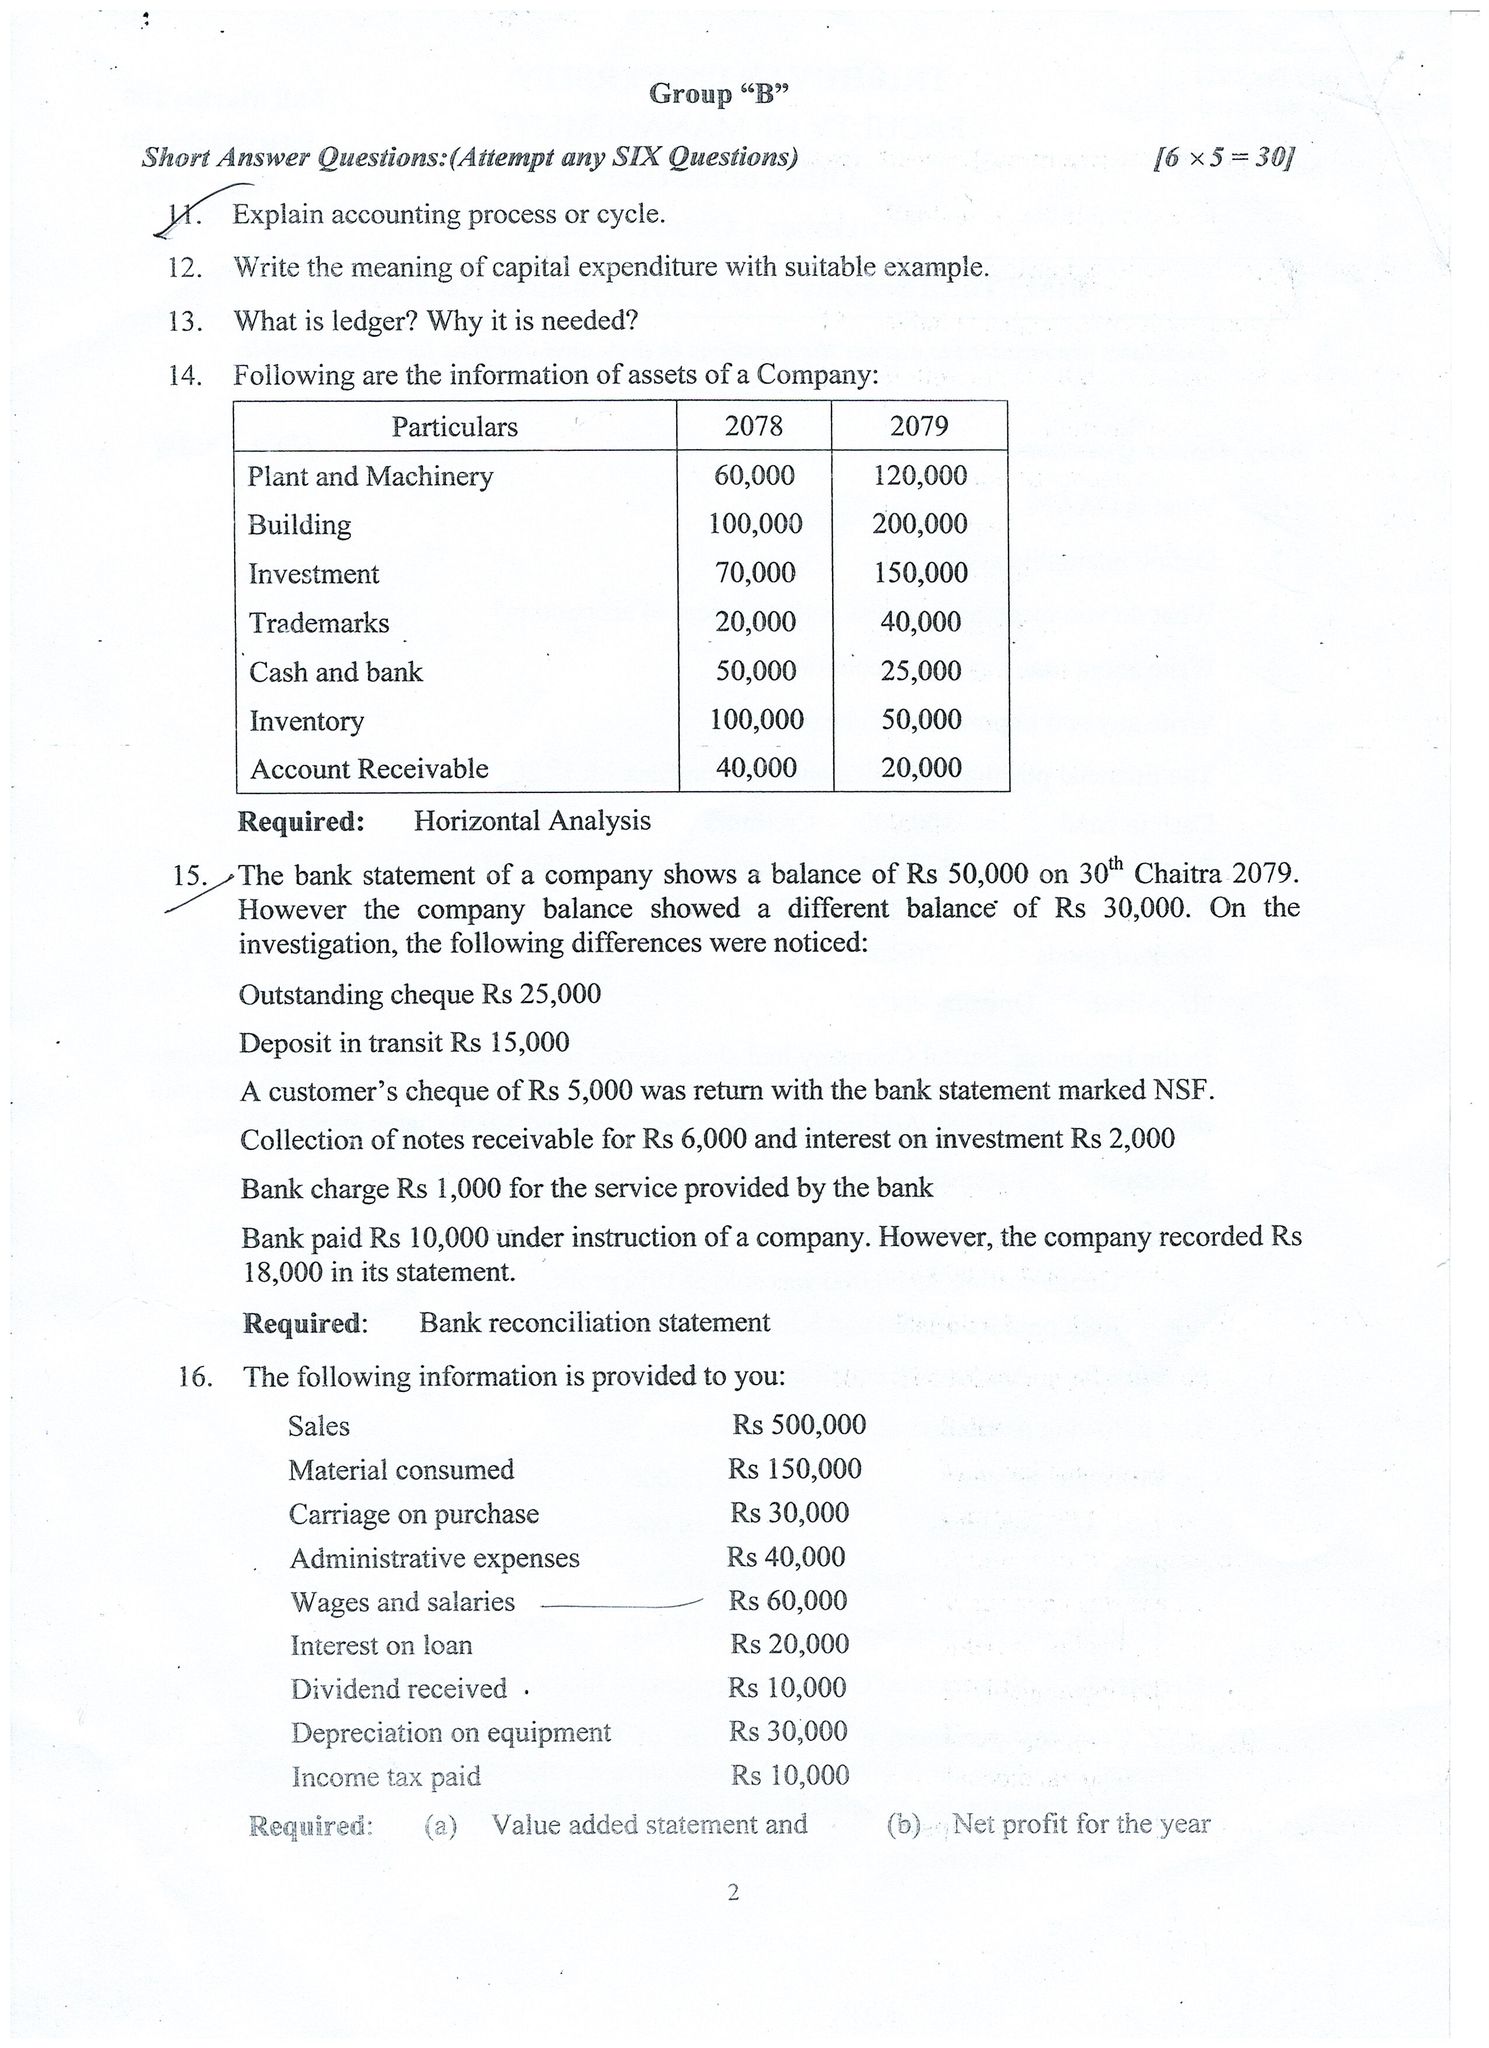 Group “B”
Short Answer Questions:(Attempt any SIX Questions) [6 × 5 = 30]
11. Explain accounting process or cycle.
12. Write the meaning of capital expenditure with suitable example.
13. What is ledger? Why it is needed?
14. Following are the information of assets of a Company:
Particulars 2078 2079
Plant and Machinery 60,000 120,000
Building 100,000 200,000
Investment 70,000 150,000
Trademarks 20,000 40,000
Cash and bank 50,000 25,000
Inventory 100,000 50,000
Account Receivable 40,000 20,000
Required: Horizontal Analysis
15. The bank statement of a company shows a balance of Rs 50,000 on 30th Chaitra 2079.
However the company balance showed a different balance of Rs 30,000. On the
investigation, the following differences were noticed:
Outstanding cheque Rs 25,000
Deposit in transit Rs 15,000
A customer’s cheque of Rs 5,000 was return with the bank statement marked NSF.
Collection of notes receivable for Rs 6,000 and interest on investment Rs 2,000
Bank charge Rs 1,000 for the service provided by the bank
Bank paid Rs 10,000 under instruction of a company. However, the company recorded Rs
18,000 in its statement.
Required: Bank reconciliation statement
16. The following information is provided to you:
Sales Rs 500,000
Material consumed Rs 150,000
Carriage on purchase Rs 30,000
Administrative expenses Rs 40,000
Wages and salaries Rs 60,000
Interest on loan Rs 20,000
Dividend received Rs 10,000
Depreciation on equipment Rs 30,000
Income tax paid Rs 10,000
Required: (a) Value added statement and (b) Net profit for the year
2